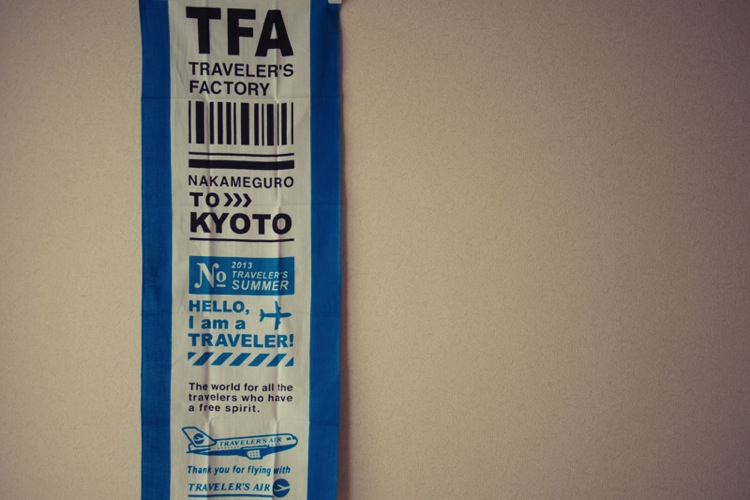 TFA
TRAVELER'S
FACTORY
NAKAMEGURO
TO >>>
KYOTO
No
2013
TRAVELER'S
SUMMER
HELLO,
I am a
TRAVELER!
The world for all the
travelers who have
a free spirit.
TRAVELER'S AIR
Thank you for flying with
TRAVELER'S AIR